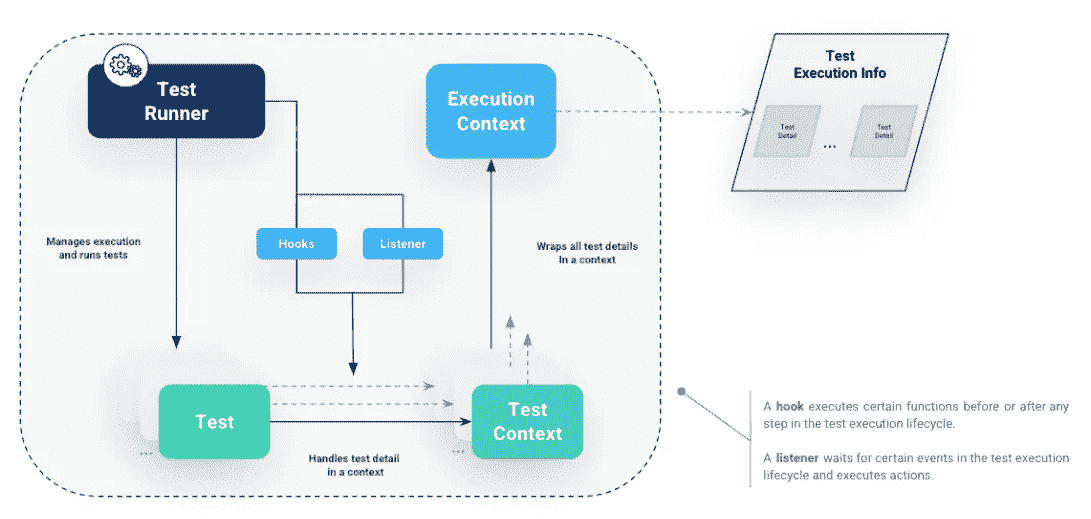 Test
Runner
Execution
Context
Test
Execution Info
Test
Detail
...
Test
Detail
Manages execution
and runs tests
Hooks
Listener
Wraps all test details
in a context
Test
...
Handles test detail
in a context
Test
Context
...
A hook executes certain functions before or after any
step in the test execution lifecycle.
A listener waits for certain events in the test execution
lifecycle and executes actions.